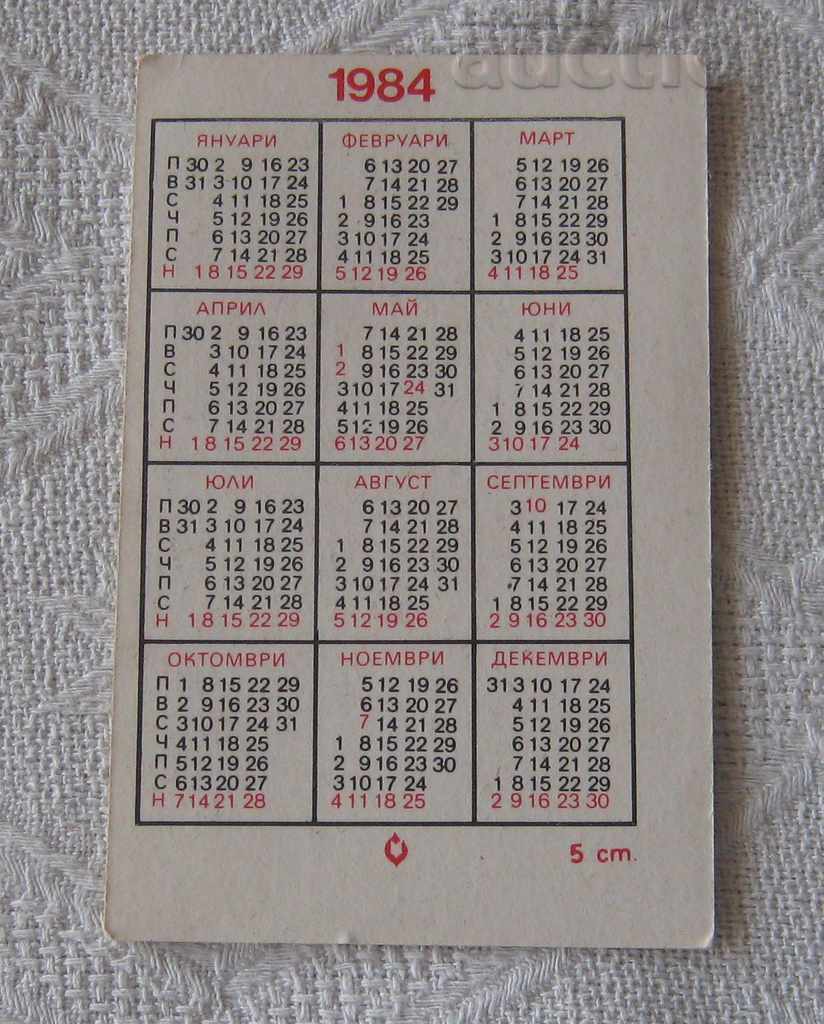 1984
ЯНУАРИ ФЕВРУАРИ МАРТ
П 30 2 9 16 23 6 13 20 27 5 12 19 26
В 31 3 10 17 24 7 14 21 28 6 13 20 27
С 4 11 18 25 1 8 15 22 29 7 14 21 28
Ч 5 12 19 26 2 9 16 23 1 8 15 22 29
П 6 13 20 27 3 10 17 24 2 9 16 23 30
С 7 14 21 28 4 11 18 25 3 10 17 24 31
Н 1 8 15 22 29 5 12 19 26 4 11 18 25
АПРИЛ МАЙ ЮНИ
П 30 2 9 16 23 7 14 21 28 4 11 18 25
В 3 10 17 24 1 8 15 22 29 5 12 19 26
С 4 11 18 25 2 9 16 23 30 6 13 20 27
Ч 5 12 19 26 3 10 17 24 31 7 14 21 28
П 6 13 20 27 4 11 18 25 1 8 15 22 29
С 7 14 21 28 5 12 19 26 2 9 16 23 30
Н 1 8 15 22 29 6 13 20 27 3 10 17 24
ЮЛИ АВГУСТ СЕПТЕМВРИ
П 30 2 9 16 23 6 13 20 27 3 10 17 24
В 31 3 10 17 24 7 14 21 28 4 11 18 25
С 4 11 18 25 1 8 15 22 29 5 12 19 26
Ч 5 12 19 26 2 9 16 23 30 6 13 20 27
П 6 13 20 27 3 10 17 24 31 7 14 21 28
С 7 14 21 28 4 11 18 25 1 8 15 22 29
Н 1 8 15 22 29 5 12 19 26 2 9 16 23 30
ОКТОМВРИ НОЕМВРИ ДЕКЕМВРИ
П 1 8 15 22 29 5 12 19 26 31 3 10 17 24
В 2 9 16 23 30 6 13 20 27 4 11 18 25
С 3 10 17 24 31 7 14 21 28 5 12 19 26
Ч 4 11 18 25 1 8 15 22 29 6 13 20 27
П 5 12 19 26 2 9 16 23 30 7 14 21 28
С 6 13 20 27 3 10 17 24 1 8 15 22 29
Н 7 14 21 28 4 11 18 25 2 9 16 23 30
5 ст.